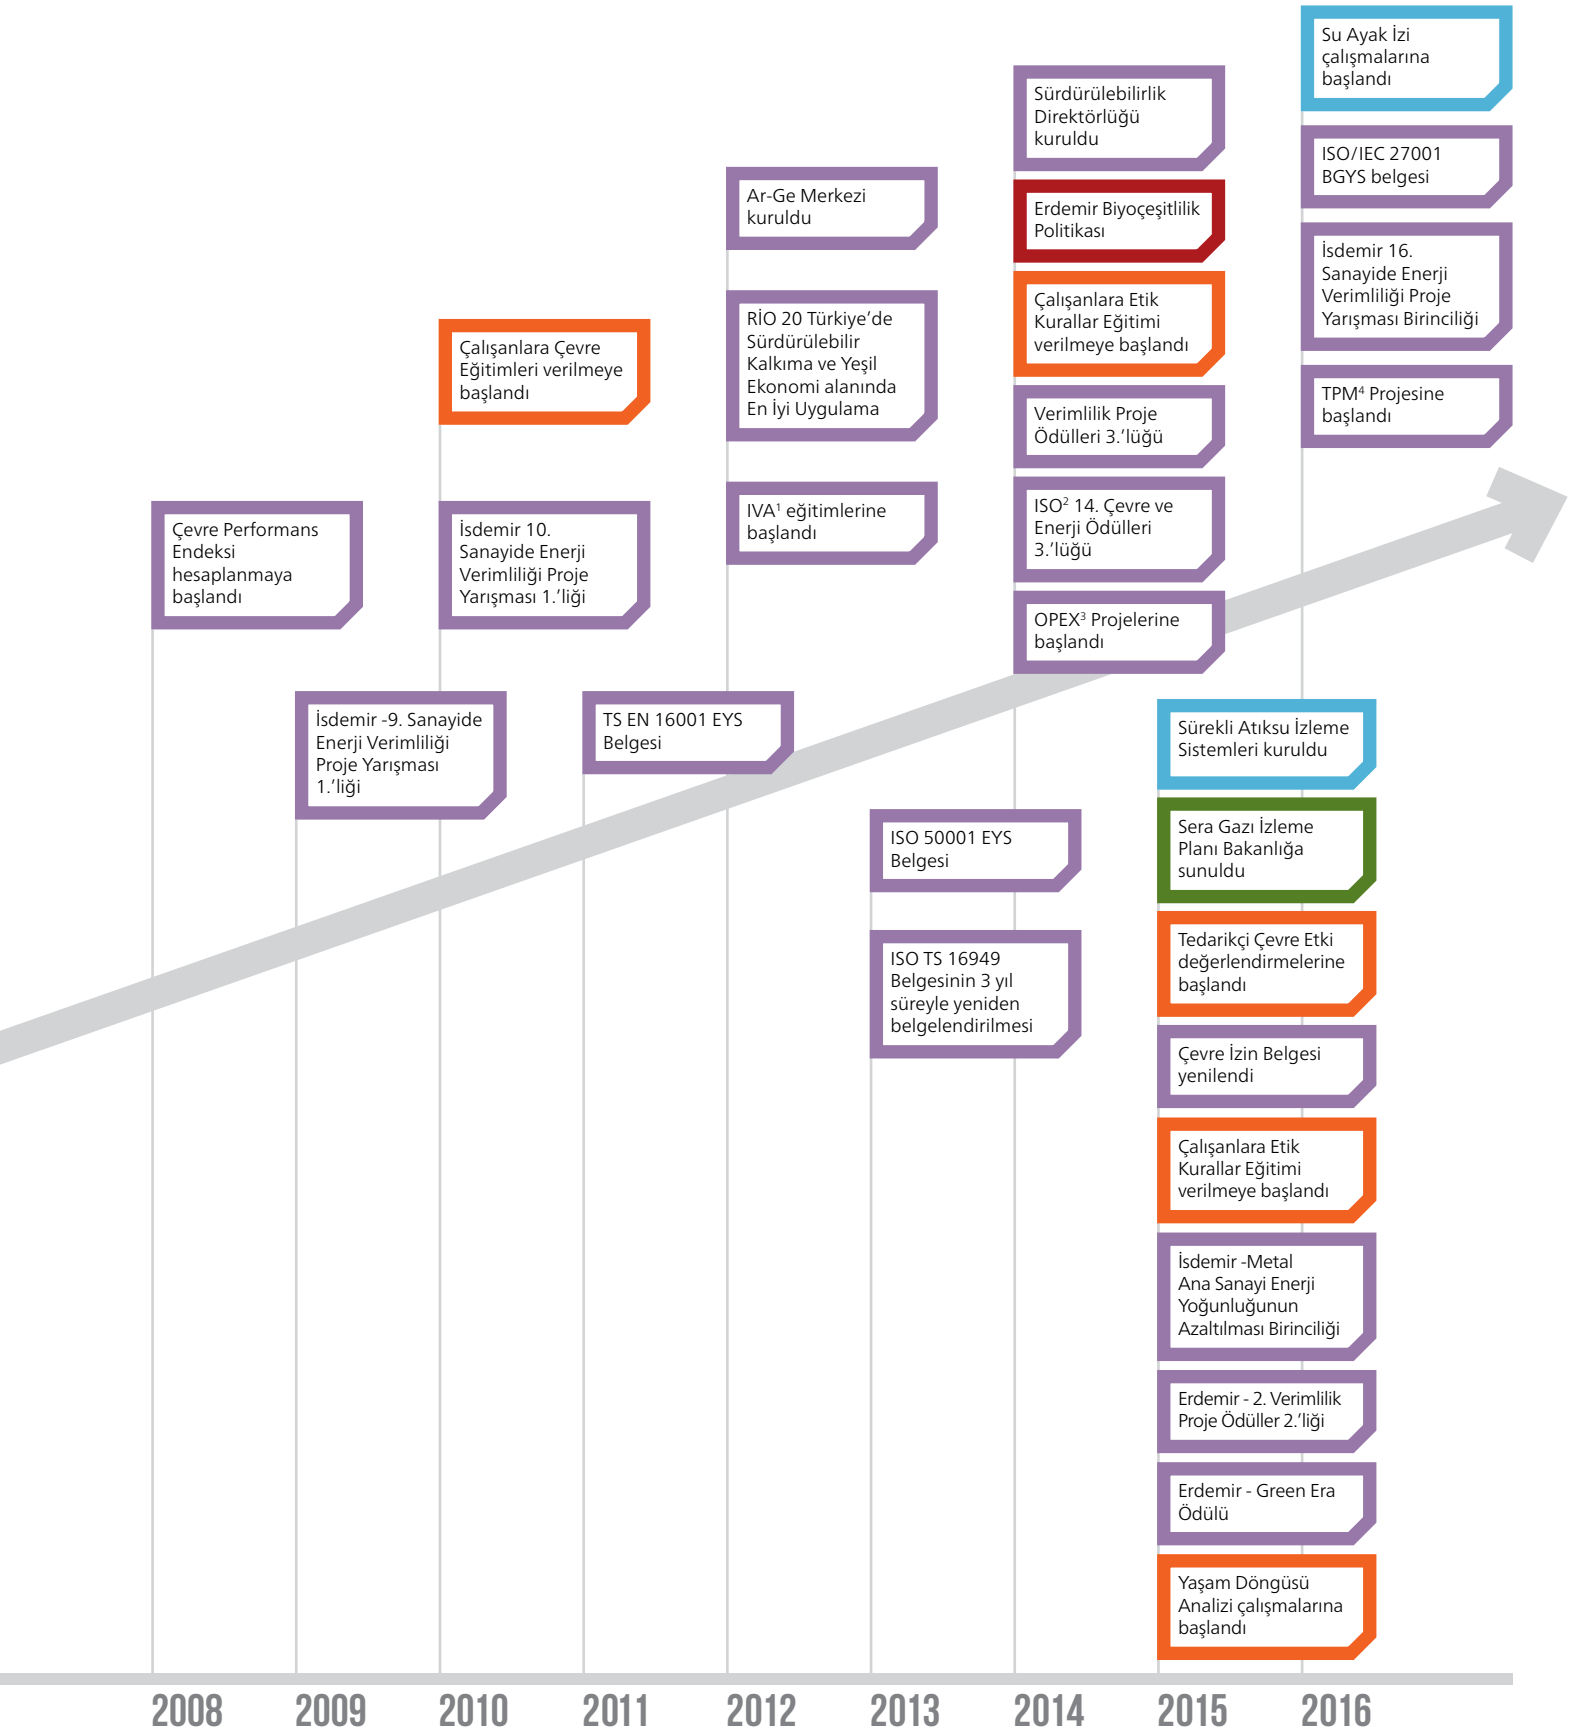 Çevre Performans
Endeksi
hesaplanmaya
başlandı
İsdemir -9. Sanayide
Enerji Verimliliği
Proje Yarışması
1.’liği
Çalışanlara Çevre
Eğitimleri verilmeye
başlandı
İsdemir 10.
Sanayide Enerji
Verimliliği Proje
Yarışması 1.’liği
TS EN 16001 EYS
Belgesi
Ar-Ge Merkezi
kuruldu
RİO 20 Türkiye’de
Sürdürülebilir
Kalkıma ve Yeşil
Ekonomi alanında
En İyi Uygulama
IVA¹ eğitimlerine
başlandı
ISO 50001 EYS
Belgesi
ISO TS 16949
Belgesinin 3 yıl
süreyle yeniden
belgelendirilmesi
Sürdürülebilirlik
Direktörlüğü
kuruldu
Erdemir Biyoçeşitlilik
Politikası
Çalışanlara Etik
Kurallar Eğitimi
verilmeye başlandı
Verimlilik Proje
Ödülleri 3.’lüğü
ISO² 14. Çevre ve
Enerji Ödülleri
3.’lüğü
OPEX³ Projelerine
başlandı
Sürekli Atıksu İzleme
Sistemleri kuruldu
Sera Gazı İzleme
Planı Bakanlığa
sunuldu
Tedarikçi Çevre Etki
değerlendirmelerine
başlandı
Çevre İzin Belgesi
yenilendi
Çalışanlara Etik
Kurallar Eğitimi
verilmeye başlandı
İsdemir -Metal
Ana Sanayi Enerji
Yoğunluğunun
Azaltılması Birinciliği
Erdemir - 2. Verimlilik
Proje Ödüller 2.’liği
Erdemir - Green Era
Ödülü
Yaşam Döngüsü
Analizi çalışmalarına
başlandı
Su Ayak İzi
çalışmalarına
başlandı
ISO/IEC 27001
BGYS belgesi
İsdemir 16.
Sanayide Enerji
Verimliliği Proje
Yarışması Birinciliği
TPM⁴ Projesine
başlandı
2008 2009 2010 2011 2012 2013 2014 2015 2016